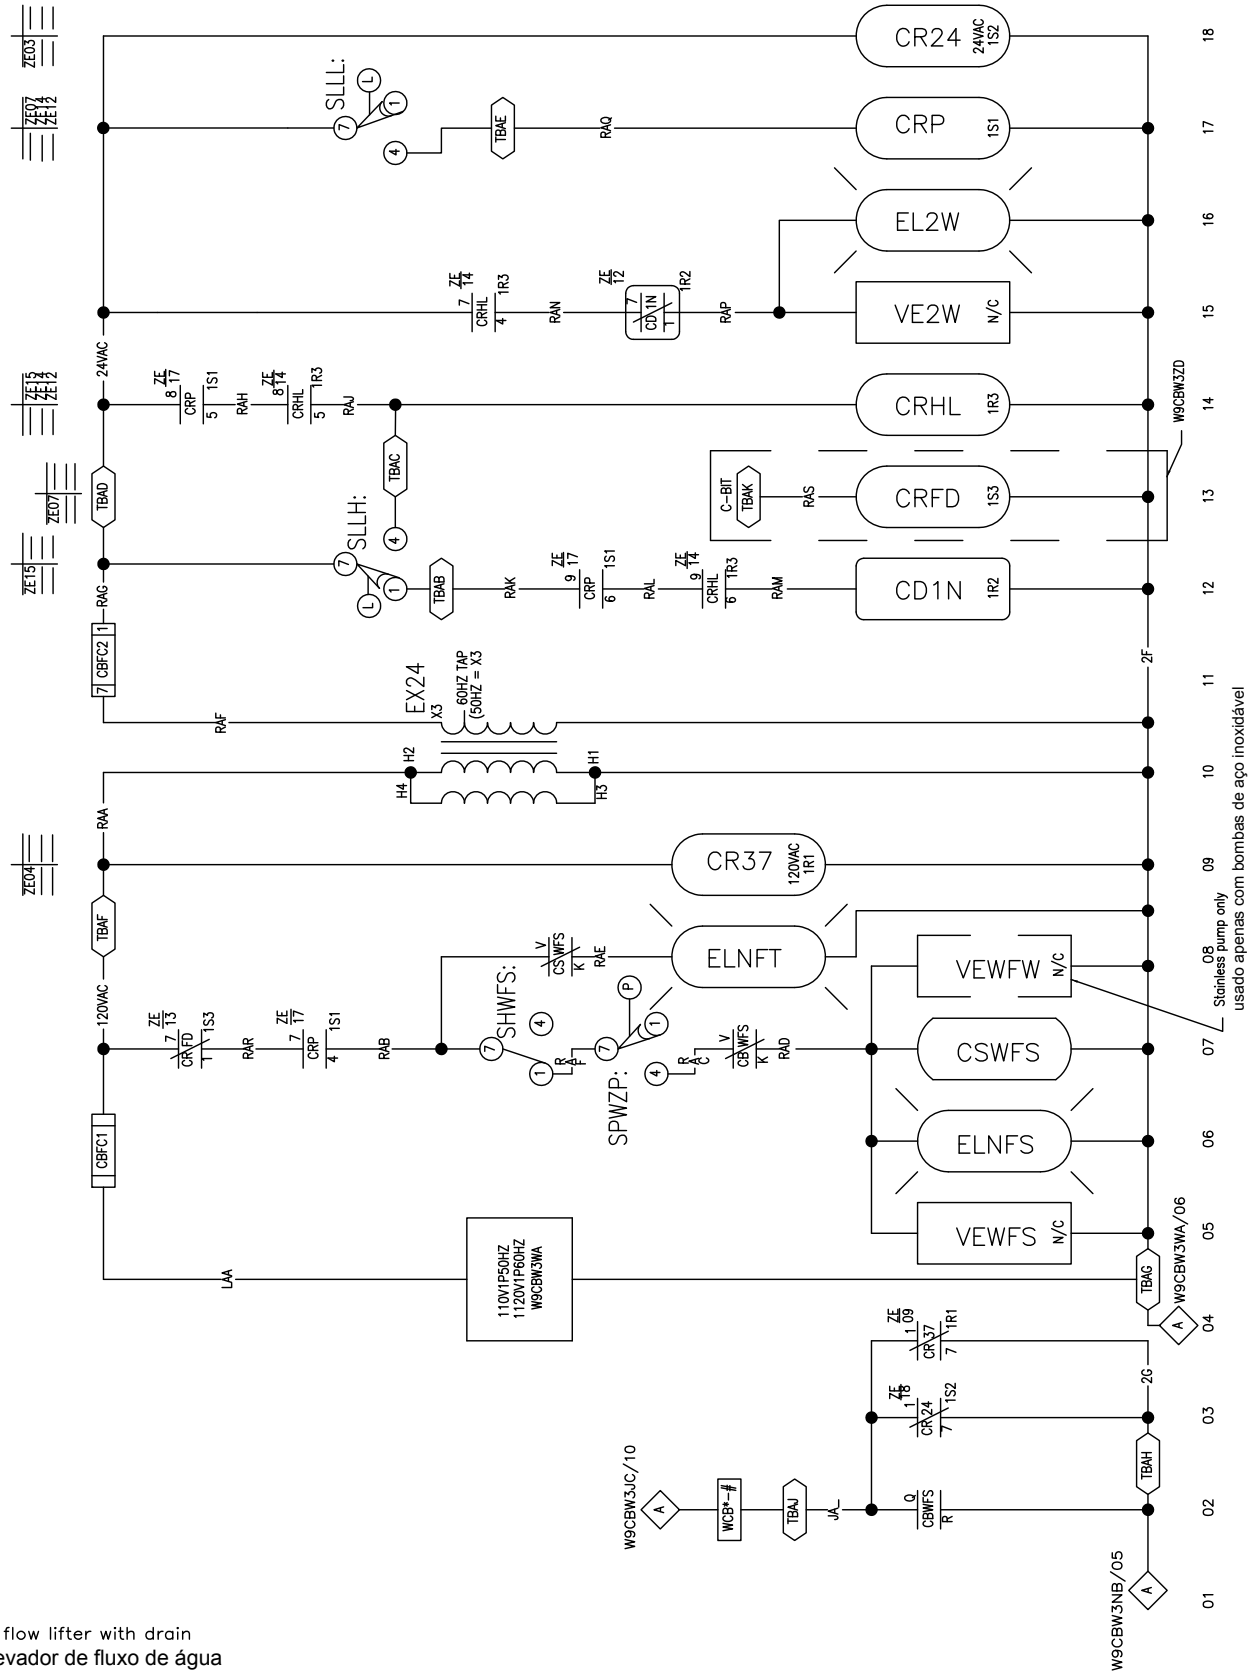 ZE03
18
SLLL:
L
7
1
4
CR24
24VAC
1S2
ZE07
ZE14
ZE12
TBAE
RAQ
CRP
1S1
17
EL2W
16
ZE
14
7
CRHL
4
1R3
RAN
ZE
12
7
CD1N
1
1R2
RAP
VE2W
N/C
15
24VAC
ZE15
ZE14
ZE12
ZE
17
8
CRP
5
1S1
RAH
ZE
14
8
CRHL
5
1R3
RAJ
CRHL
1R3
14
W9CBW3ZD
ZE07
TBAD
TBAC
4
C-BIT
TBAK
RAS
CRFD
1S3
13
ZE15
RAG
SLLH:
7
L
1
TBAB
RAK
ZE
17
9
CRP
6
1S1
RAL
ZE
14
9
CRHL
6
1R3
RAM
CD1N
1R2
12
7 CBFC2 1
RAF
EX24
X3
60HZ TAP
(50HZ = X3
2F
11
RAA
H4
H2
H3
H1
10
ZE04
TBAF
CR37
120VAC
1R1
09
120VAC
V
CSWFS
K
RAE
ELNFT
VEWFW
N/C
08
Stainless pump only
usado apenas com bombas de aço inoxidável
ZE
13
7
CRFD
1
1S3
RAR
ZE
17
7
CRP
4
1S1
RAB
SHWFS:
7
4
1
RAF
SPWZP:
7
P
1
4
RAC
V
CBWFS
K
RAD
CSWFS
07
CBFC1
ELNFS
06
VEWFS
N/C
05
LAA
110V1P50HZ
1120V1P60HZ
W9CBW3WA
TBAG
A
W9CBW3WA/06
04
ZE
09
1
CR37
7
1R1
2G
ZE
18
1
CR24
7
1S2
03
W9CBW3JC/10
A
WCB*-#
TBAJ
JA
Q
CBWFS
R
TBAH
02
W9CBW3NB/05
A
01
flow lifter with drain
evador de fluxo de água